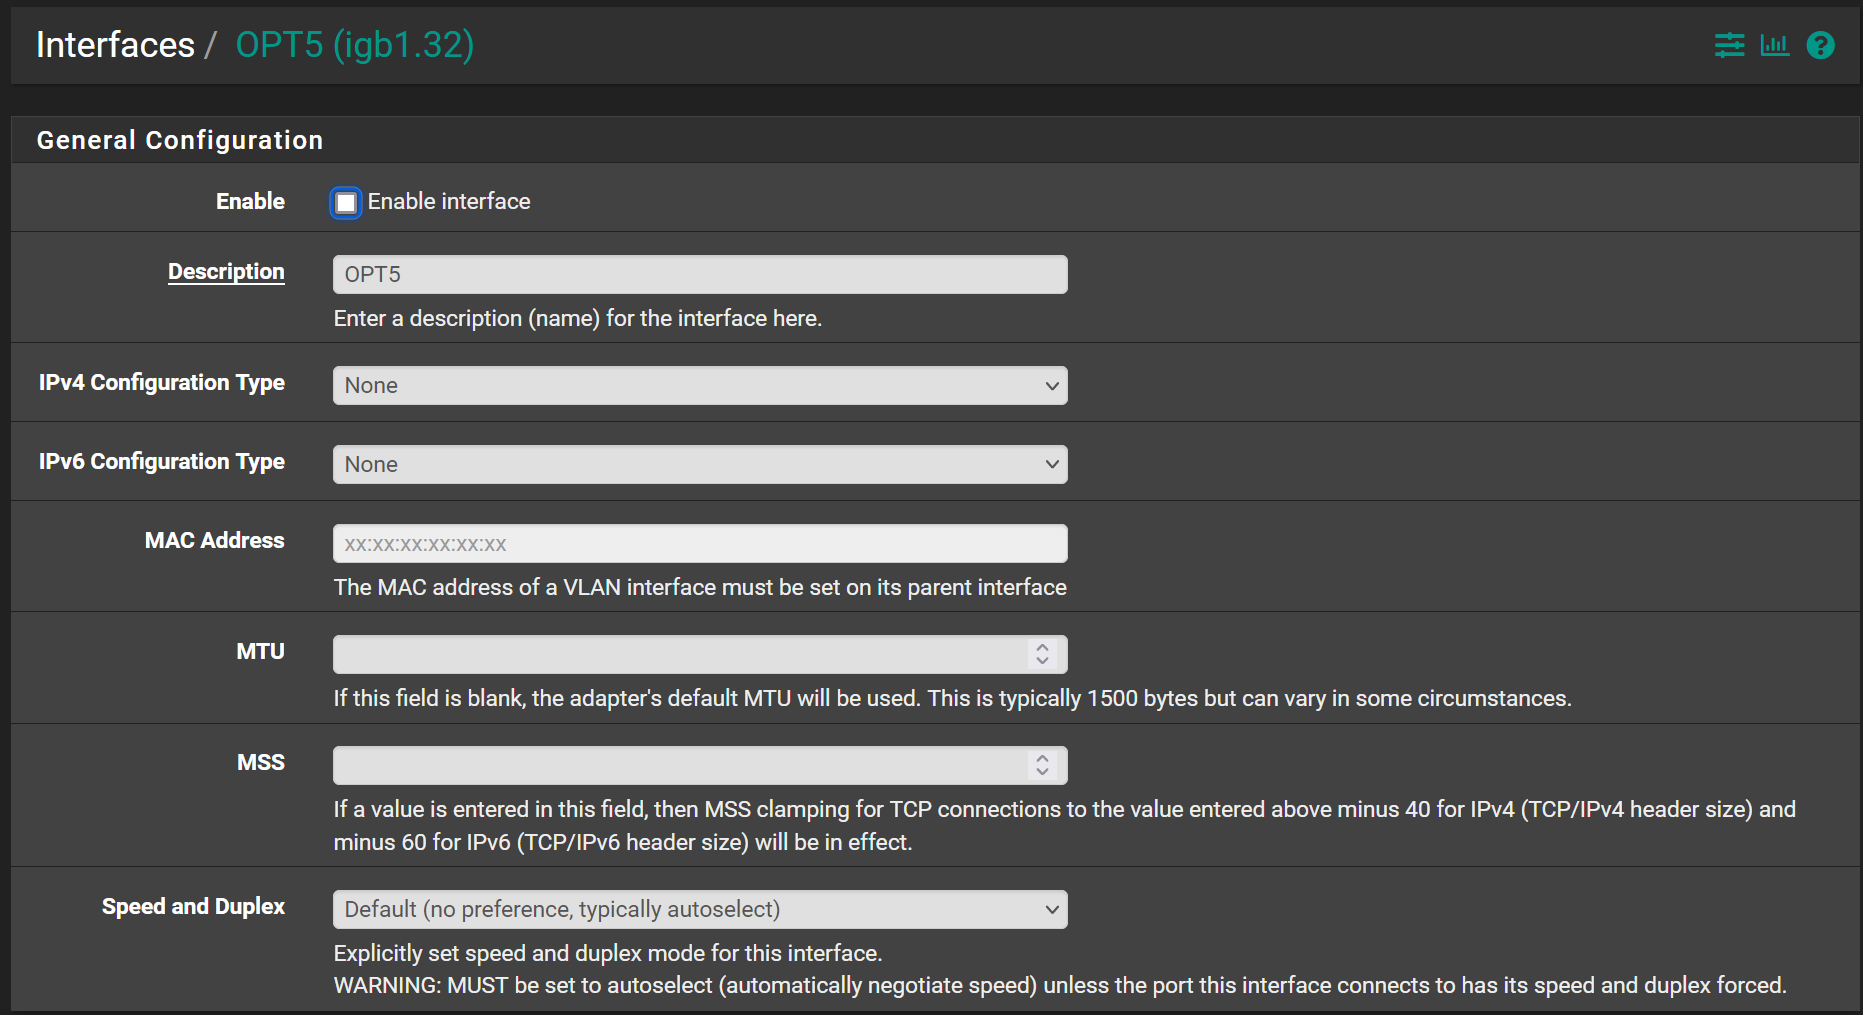 Interfaces / OPT5 (igb1.32)
General Configuration
Enable
Enable interface
Description
OPT5
Enter a description (name) for the interface here.
IPv4 Configuration Type
None
IPv6 Configuration Type
None
MAC Address
xx:xx:xx:xx:xx:xx
The MAC address of a VLAN interface must be set on its parent interface
MTU
If this field is blank, the adapter's default MTU will be used. This is typically 1500 bytes but can vary in some circumstances.
MSS
If a value is entered in this field, then MSS clamping for TCP connections to the value entered above minus 40 for IPv4 (TCP/IPv4 header size) and
minus 60 for IPv6 (TCP/IPv6 header size) will be in effect.
Speed and Duplex
Default (no preference, typically autoselect)
Explicitly set speed and duplex mode for this interface.
WARNING: MUST be set to autoselect (automatically negotiate speed) unless the port this interface connects to has its speed and duplex forced.